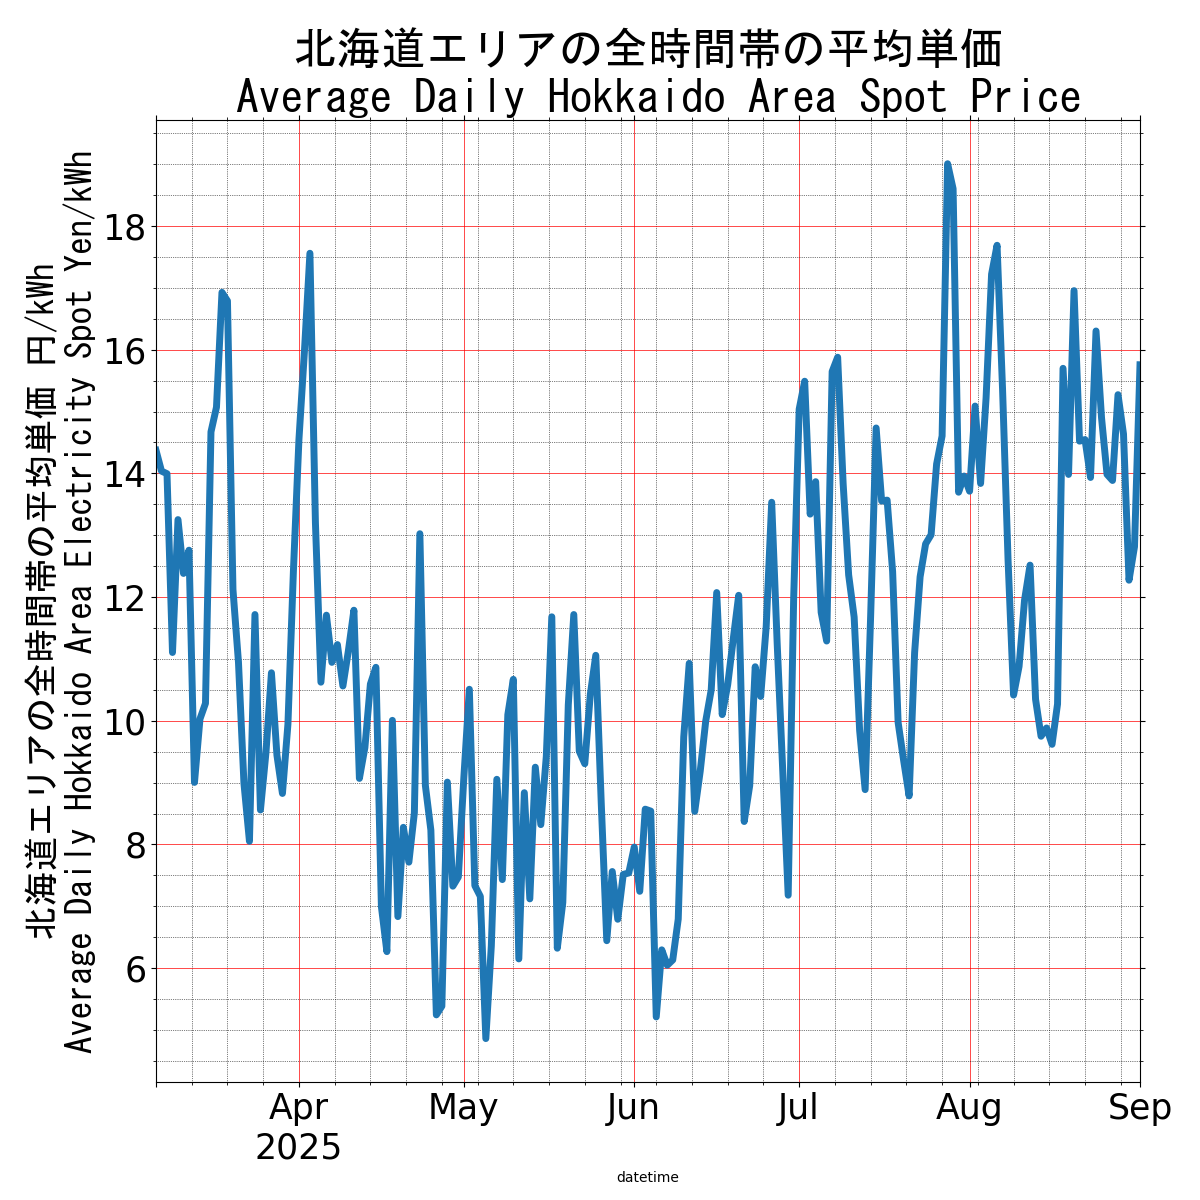 北海道エリアの全時間帯の平均単価
Average Daily Hokkaido Area Spot Price
北海道エリアの全時間帯の平均単価 円/kWh
Average Daily Hokkaido Area Electricity Spot Yen/kWh
18
16
14
12
10
8
6
Apr
2025
May
Jun
Jul
Aug
Sep
datetime